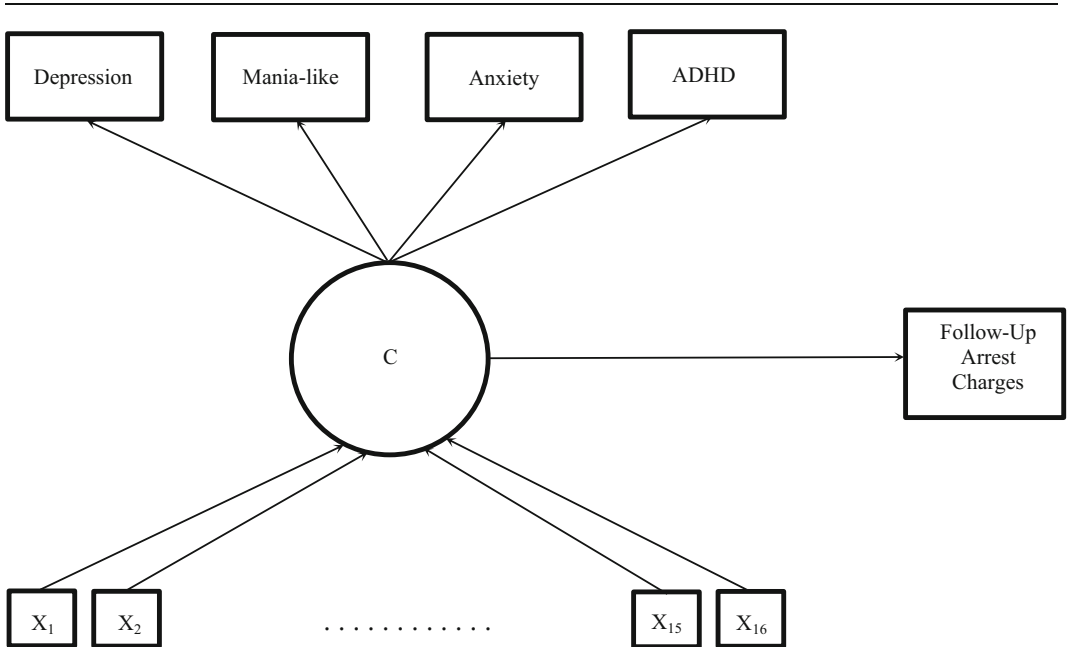 Depression
Mania-like
Anxiety
ADHD
C
Follow-Up
Arrest
Charges
X₁
X₂
. . . . . . . . . . . .
X₁₅
X₁₆